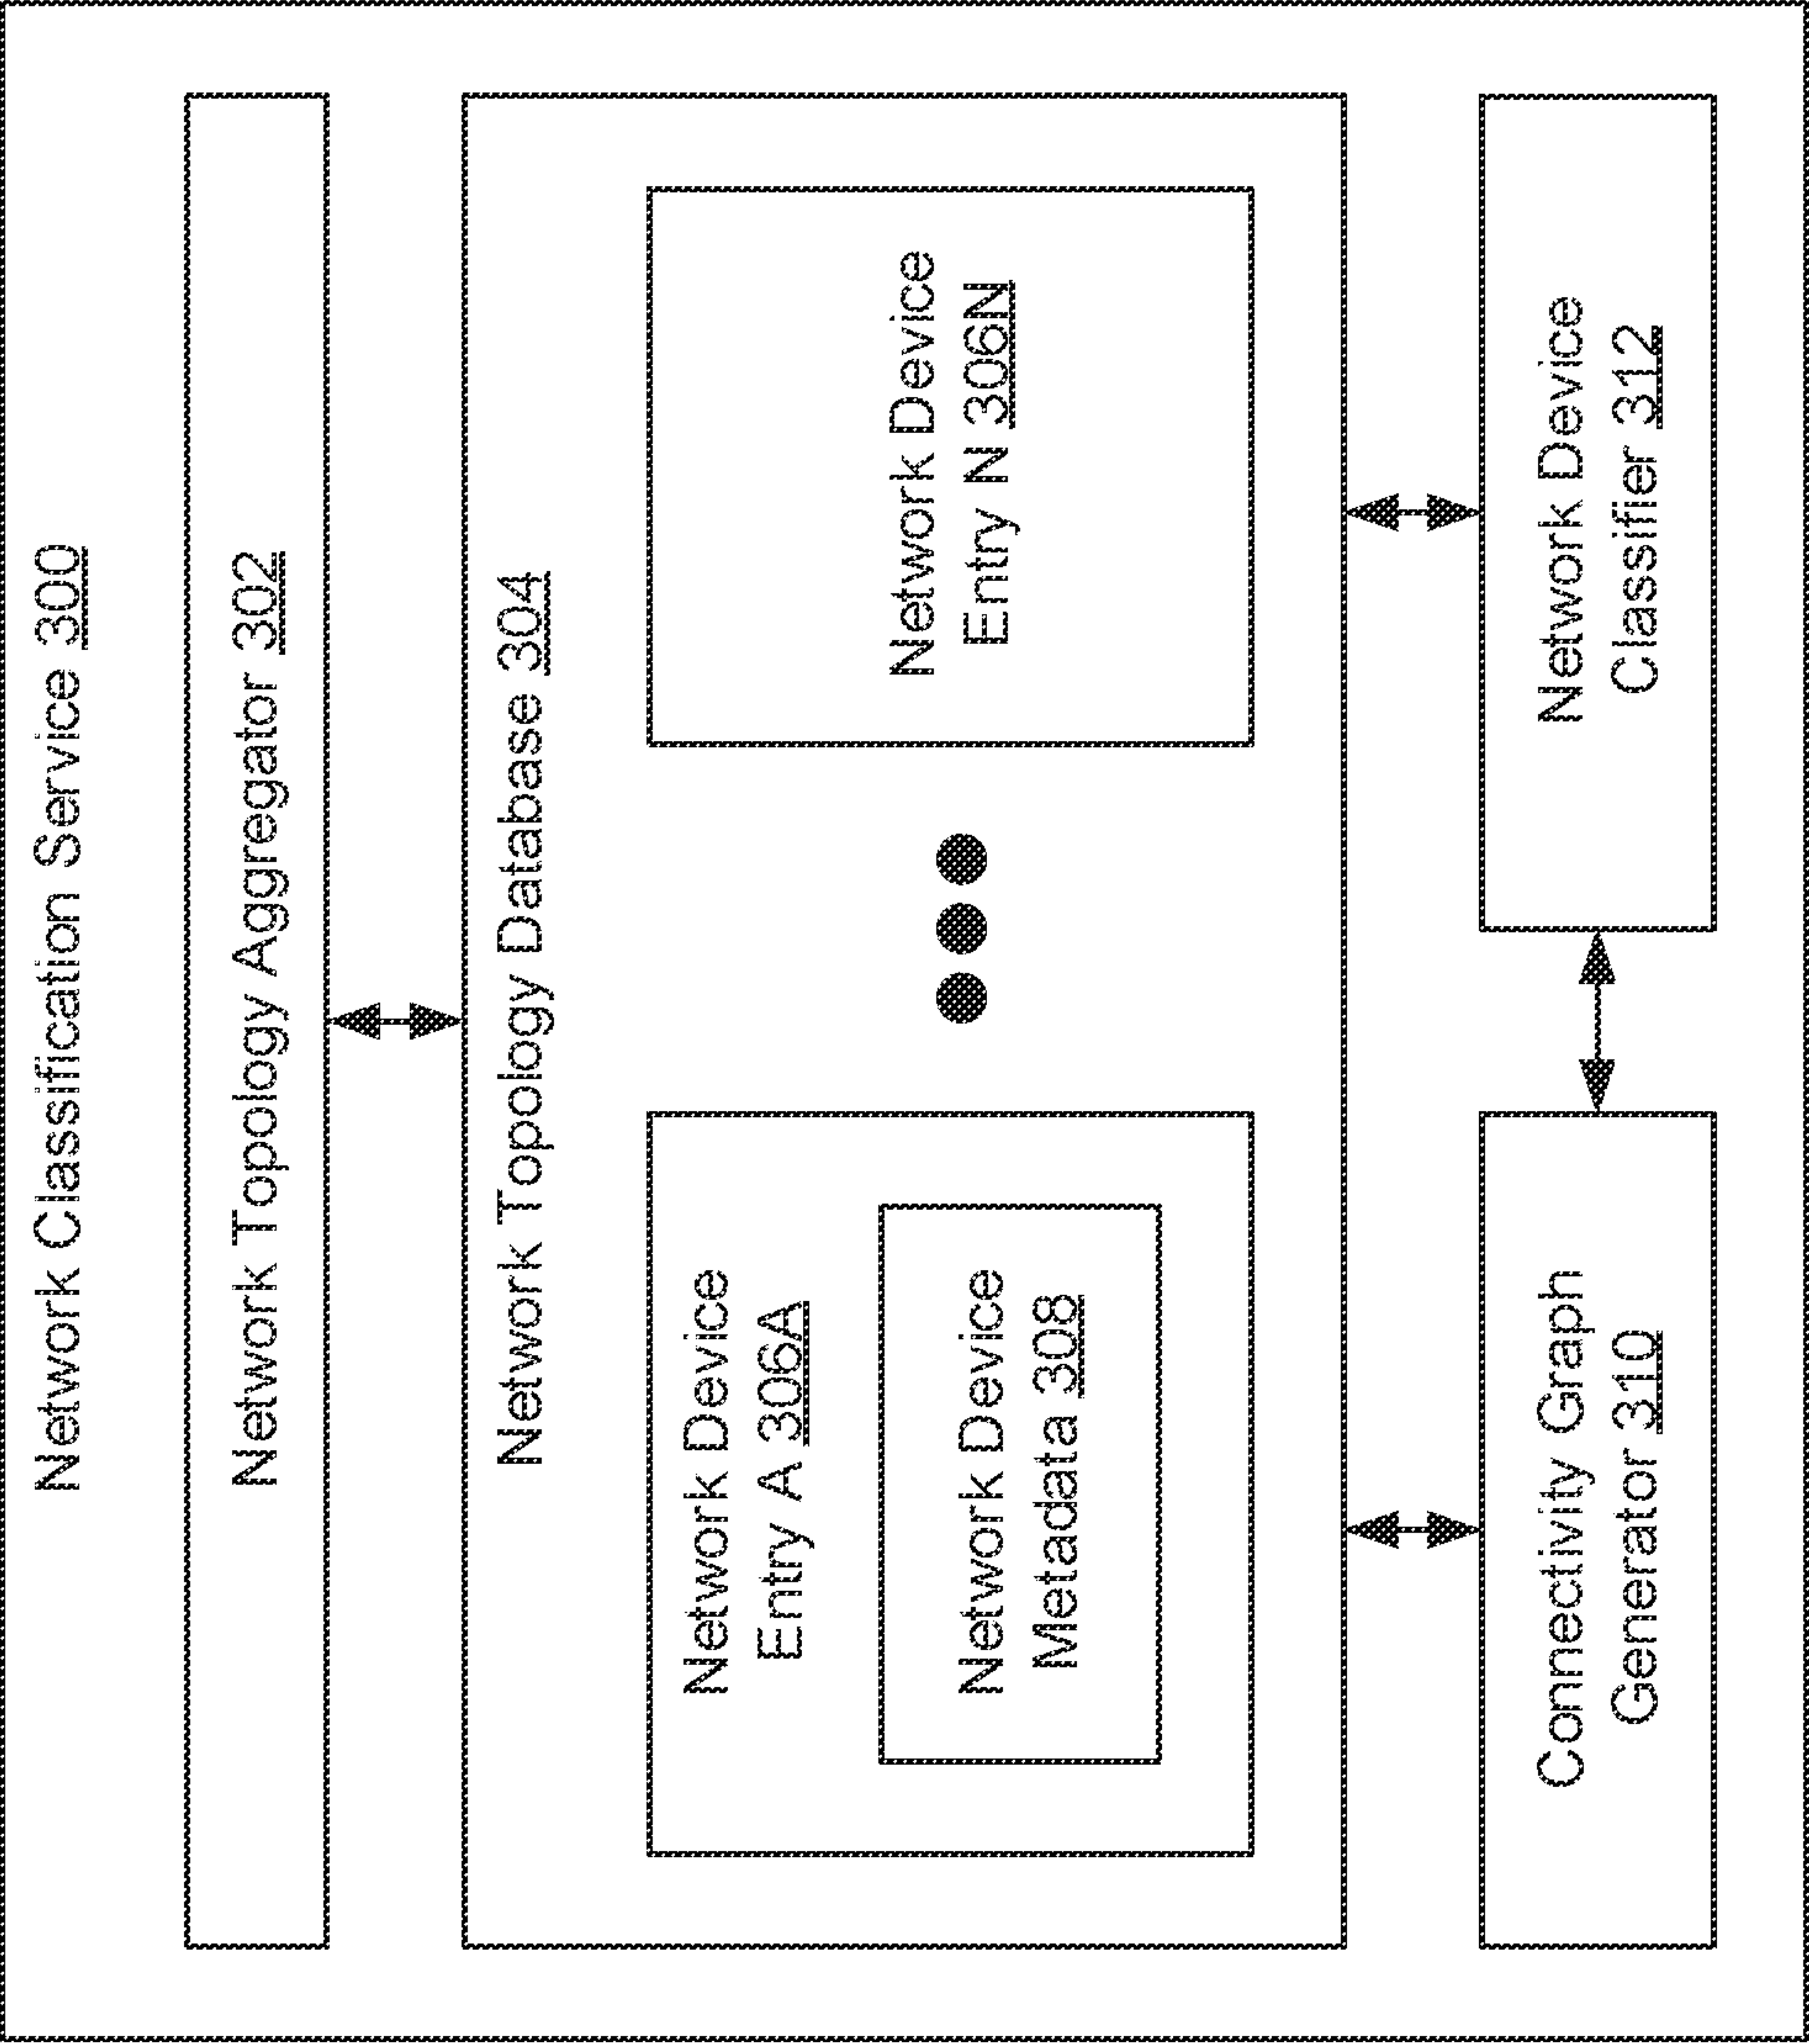 Network Classification Service 300
Network Topology Aggregator 302
Network Topology Database 304
Network Device
Entry A 306A
Network Device
Metadata 308
Network Device
Entry N 306N
Connectivity Graph
Generator 310
Network Device
Classifier 312